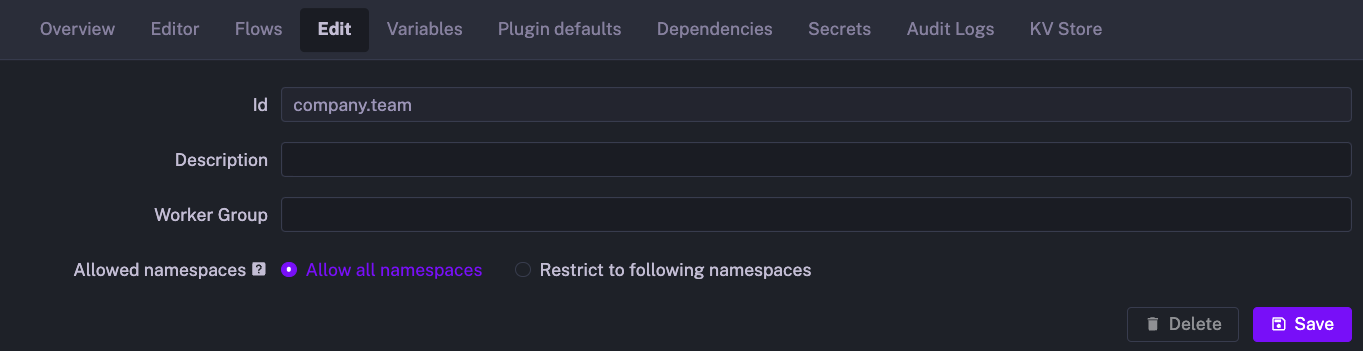 Overview Editor Flows Edit Variables Plugin defaults Dependencies Secrets Audit Logs KV Store
Id company.team
Description
Worker Group
Allowed namespaces ? Allow all namespaces Restrict to following namespaces
Delete Save